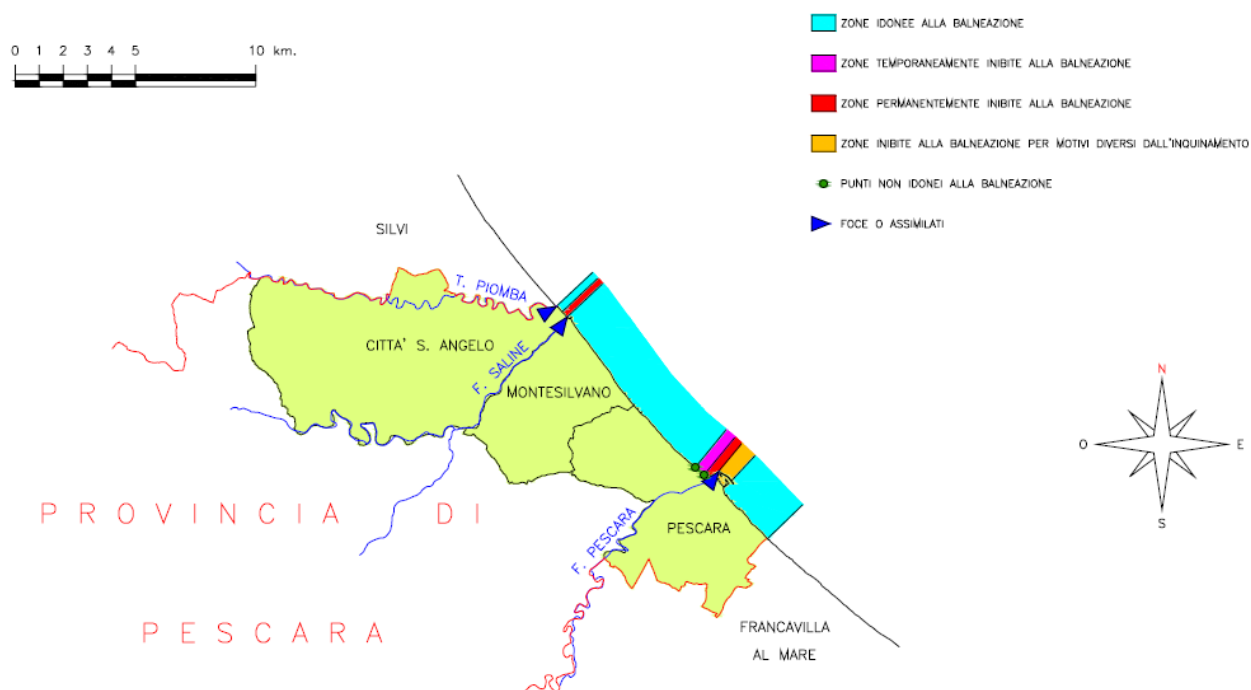 0 1 2 3 4 5 10 km.
ZONE IDONEE ALLA BALNEAZIONE
ZONE TEMPORANEAMENTE INIBITE ALLA BALNEAZIONE
ZONE PERMANENTEMENTE INIBITE ALLA BALNEAZIONE
ZONE INIBITE ALLA BALNEAZIONE PER MOTIVI DIVERSI DALL'INQUINAMENTO
PUNTI NON IDONEI ALLA BALNEAZIONE
FOCE O ASSIMILATI
SILVI
T. PIOMBA
CITTA' S. ANGELO
F. SALINE
MONTESILVANO
N
O
E
S
PROVINCIA DI
PESCARA
F. PESCARA
PESCARA
FRANCAVILLA
AL MARE